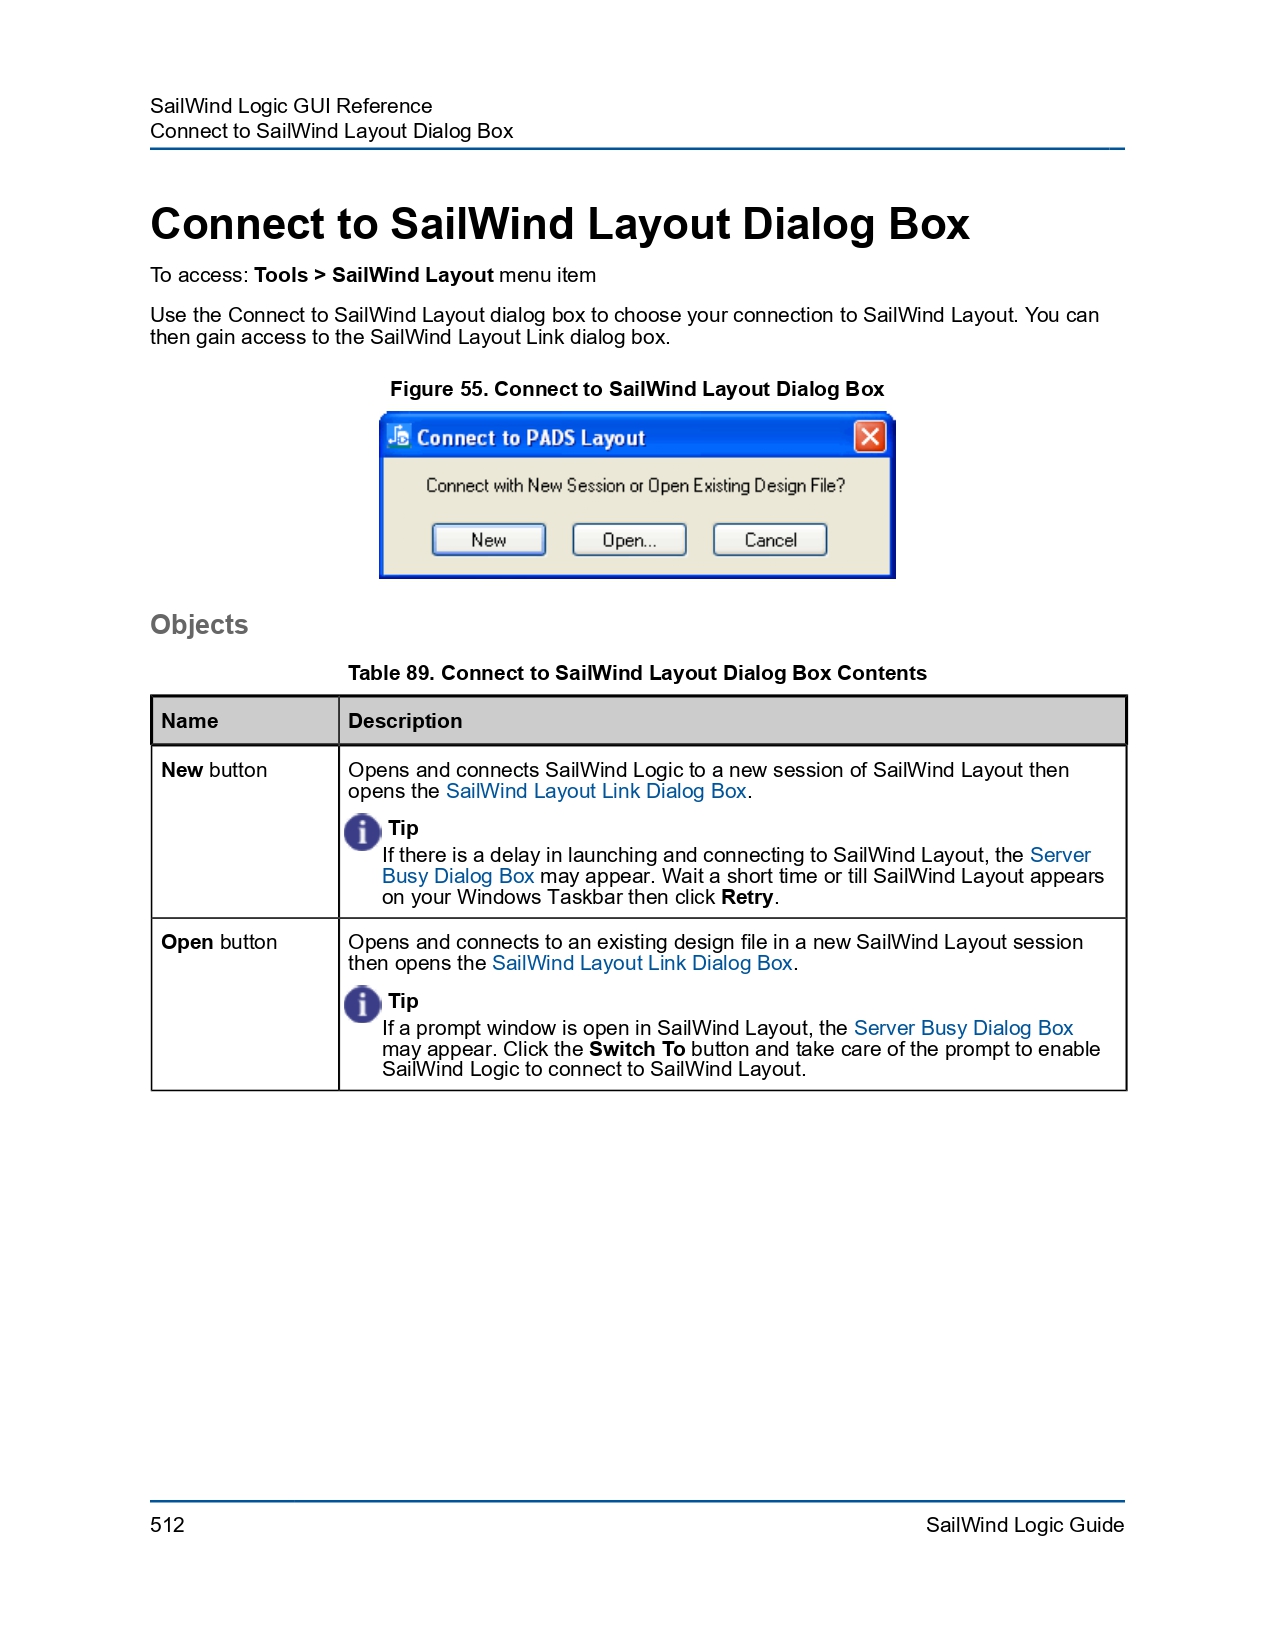 SailWind Logic GUI Reference
Connect to SailWind Layout Dialog Box
Connect to SailWind Layout Dialog Box
To access: Tools > SailWind Layout menu item
Use the Connect to SailWind Layout dialog box to choose your connection to SailWind Layout. You can
then gain access to the SailWind Layout Link dialog box.
Figure 55. Connect to SailWind Layout Dialog Box
Connect to PADS Layout
Connect with New Session or Open Existing Design File?
New Open... Cancel
Objects
Table 89. Connect to SailWind Layout Dialog Box Contents
Name Description
New button Opens and connects SailWind Logic to a new session of SailWind Layout then
opens the SailWind Layout Link Dialog Box.
Tip
If there is a delay in launching and connecting to SailWind Layout, the Server
Busy Dialog Box may appear. Wait a short time or till SailWind Layout appears
on your Windows Taskbar then click Retry.
Open button Opens and connects to an existing design file in a new SailWind Layout session
then opens the SailWind Layout Link Dialog Box.
Tip
If a prompt window is open in SailWind Layout, the Server Busy Dialog Box
may appear. Click the Switch To button and take care of the prompt to enable
SailWind Logic to connect to SailWind Layout.
512 SailWind Logic Guide